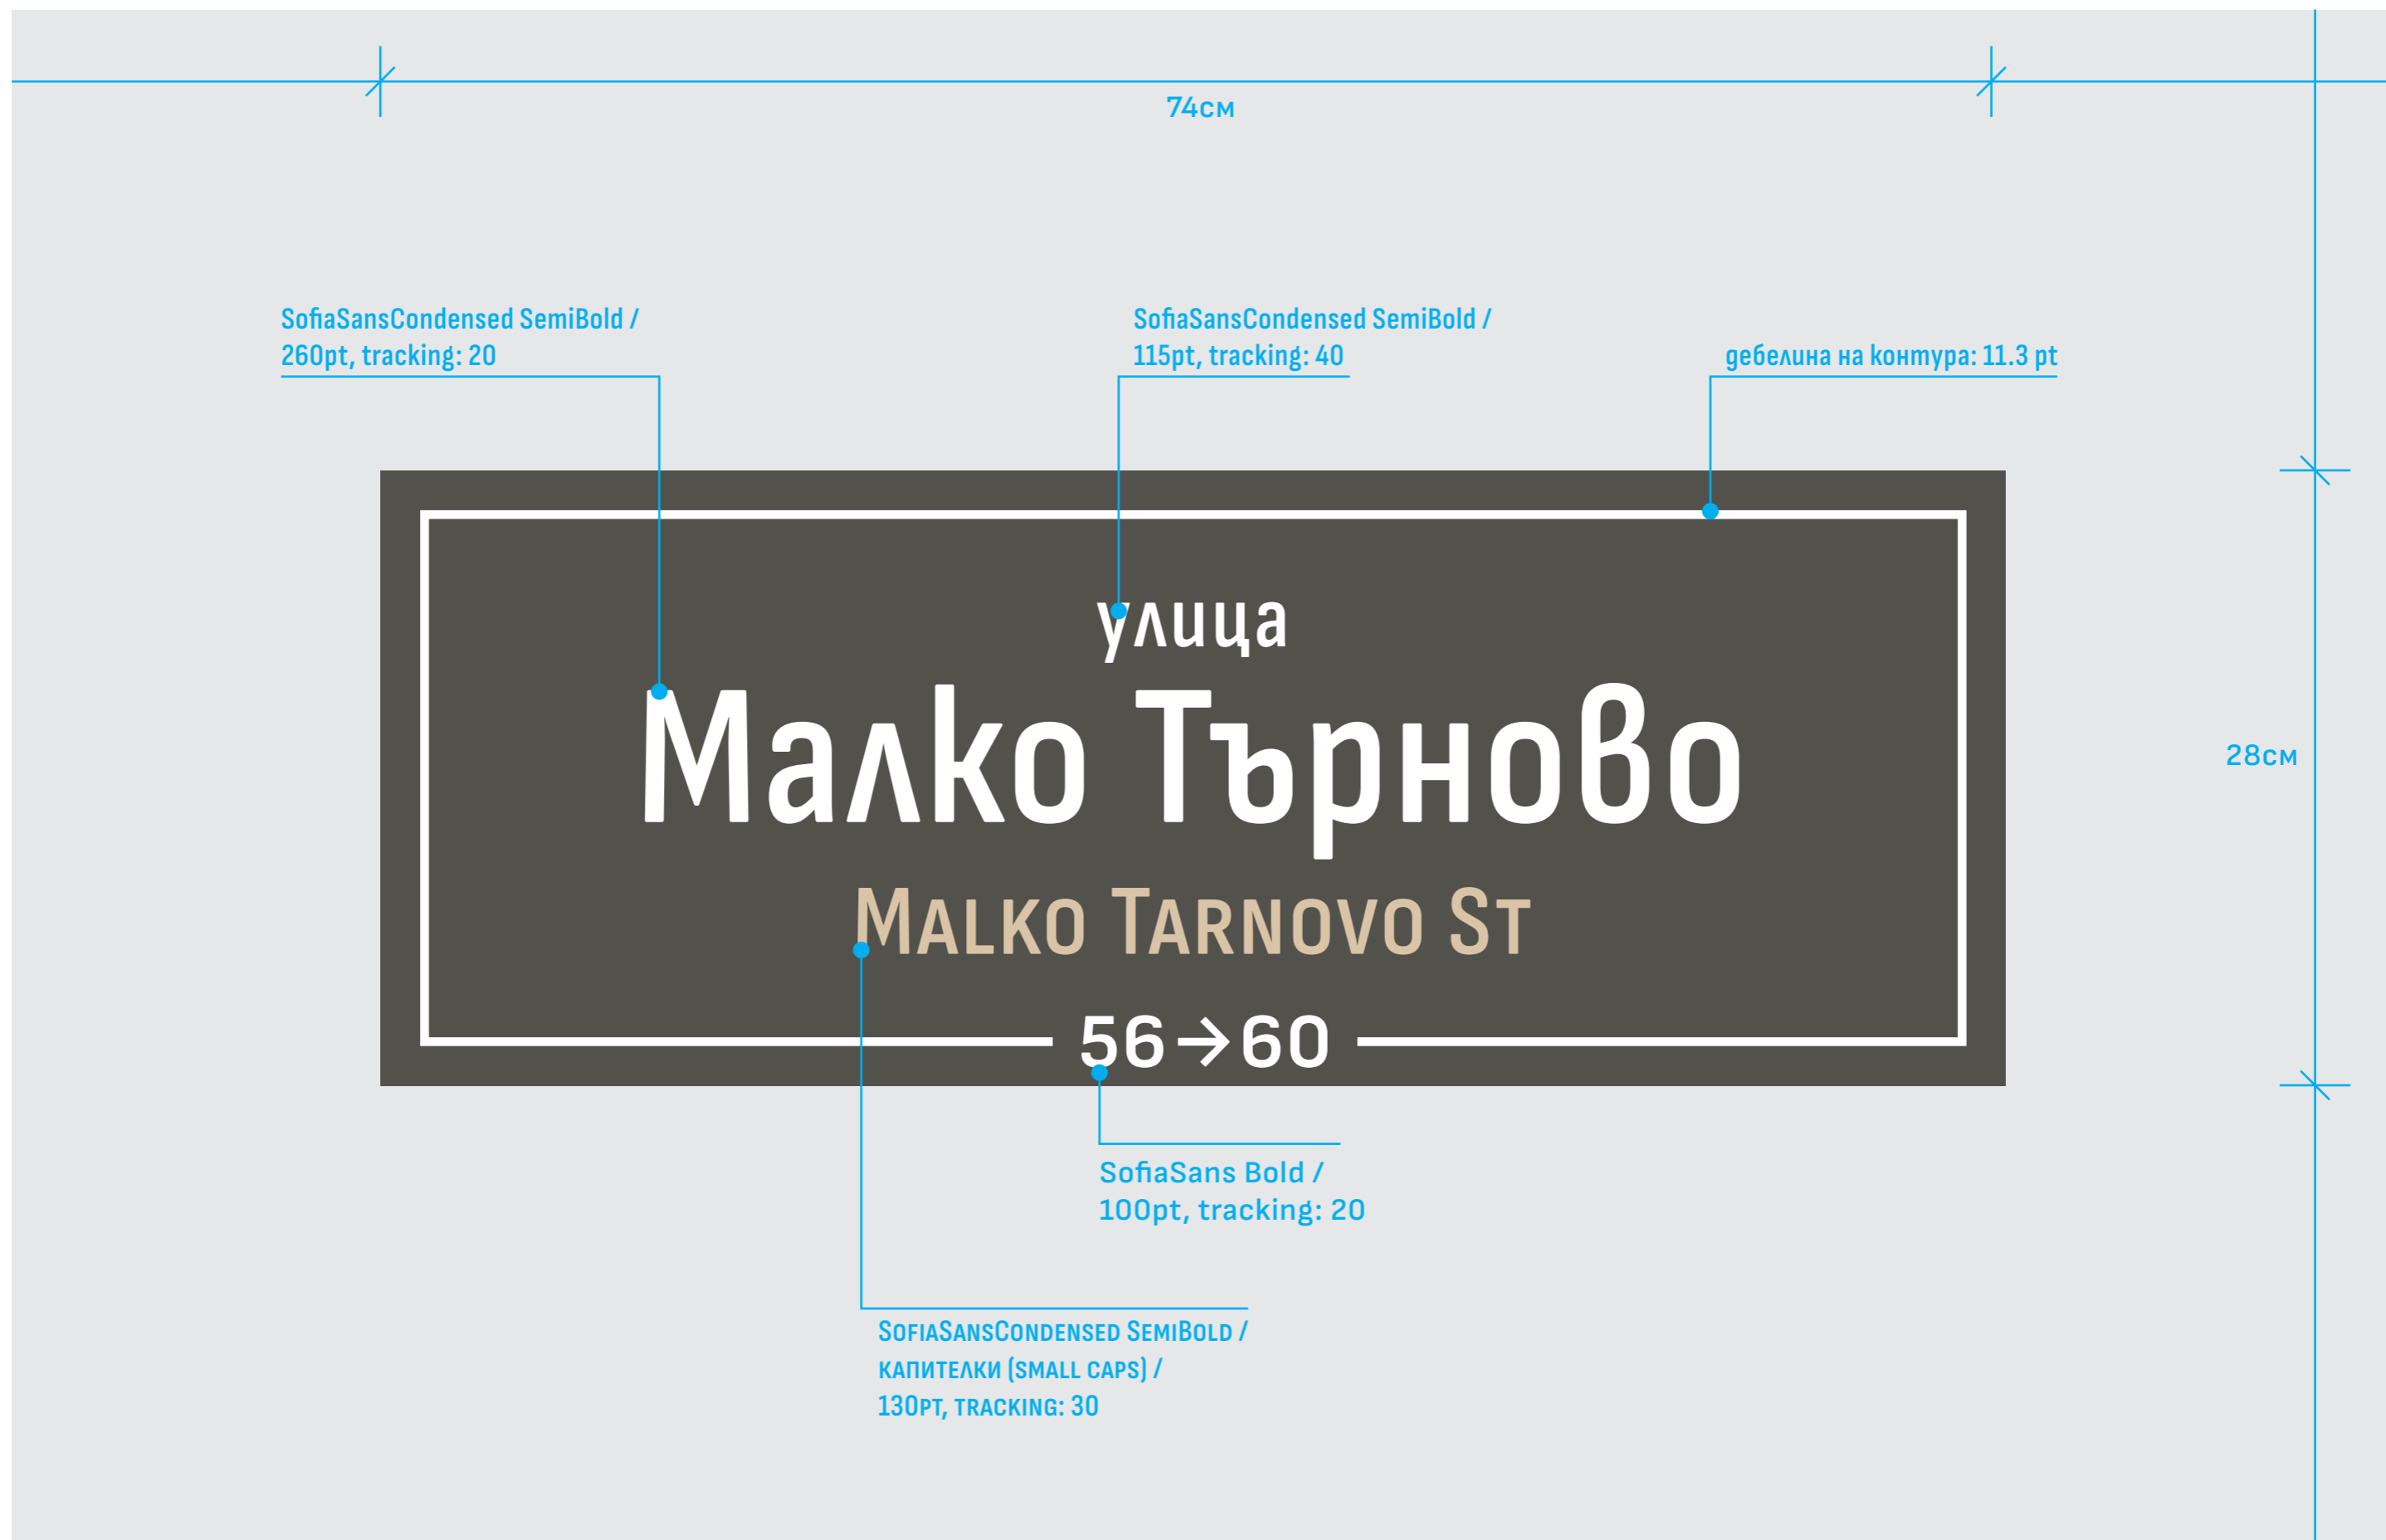 74см
SofiaSansCondensed SemiBold /
260pt, tracking: 20
SofiaSansCondensed SemiBold /
115pt, tracking: 40
дебелина на контура: 11.3 pt
улица
Малко Търново
28см
Malko Tarnovo St
56→60
SofiaSans Bold /
100pt, tracking: 20
SofiaSansCondensed SemiBold /
капителки (small caps) /
130pt, tracking: 30